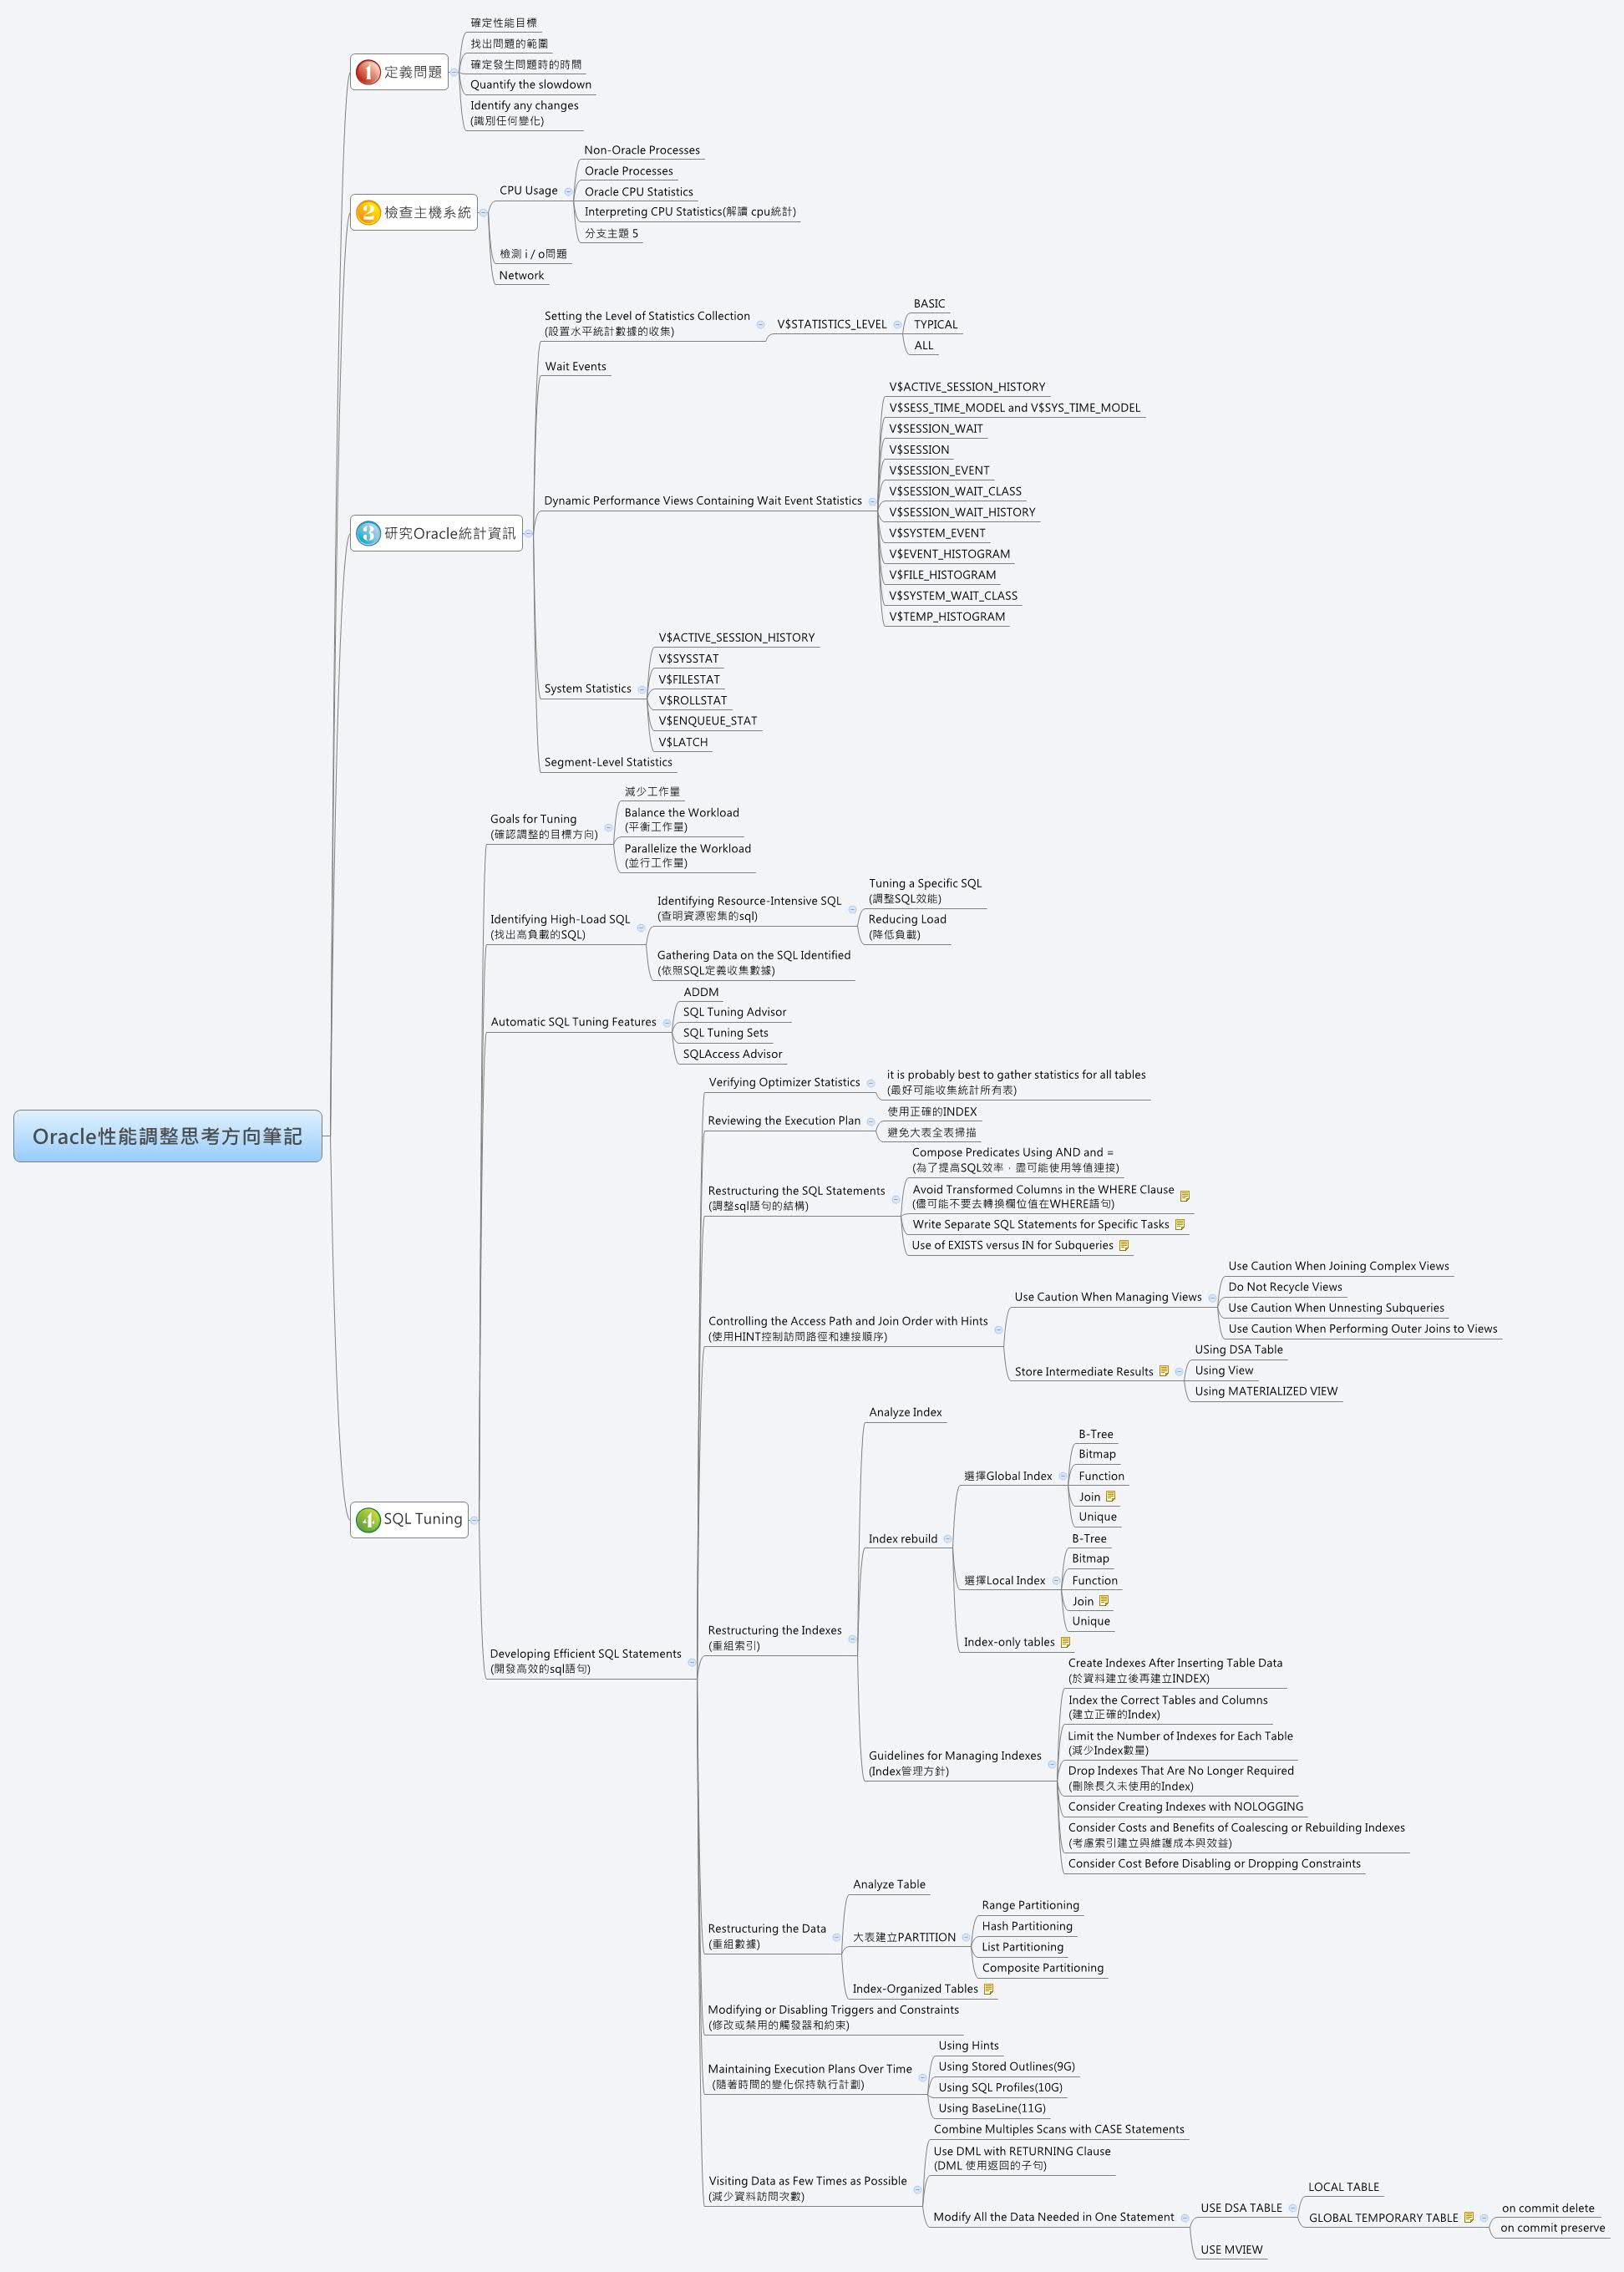 Oracle性能調整思考方向筆記
1 定義問題
確定性能目標
找出問題的範圍
確定發生問題時的時間
Quantify the slowdown
Identify any changes
(識別任何變化)
2 檢查主機系統
CPU Usage
Non-Oracle Processes
Oracle Processes
Oracle CPU Statistics
Interpreting CPU Statistics(解讀 cpu統計)
分支主題 5
檢測 i / o問題
Network
3 研究Oracle統計資訊
Setting the Level of Statistics Collection
(設置水平統計數據的收集)
V$STATISTICS_LEVEL
BASIC
TYPICAL
ALL
Wait Events
Dynamic Performance Views Containing Wait Event Statistics
V$ACTIVE_SESSION_HISTORY
V$SESS_TIME_MODEL and V$SYS_TIME_MODEL
V$SESSION_WAIT
V$SESSION
V$SESSION_EVENT
V$SESSION_WAIT_CLASS
V$SESSION_WAIT_HISTORY
V$SYSTEM_EVENT
V$EVENT_HISTOGRAM
V$FILE_HISTOGRAM
V$SYSTEM_WAIT_CLASS
V$TEMP_HISTOGRAM
System Statistics
V$ACTIVE_SESSION_HISTORY
V$SYSSTAT
V$FILESTAT
V$ROLLSTAT
V$ENQUEUE_STAT
V$LATCH
Segment-Level Statistics
4 SQL Tuning
Goals for Tuning
(確認調整的目標方向)
減少工作量
Balance the Workload
(平衡工作量)
Parallelize the Workload
(並行工作量)
Identifying High-Load SQL
(找出高負載的SQL)
Identifying Resource-Intensive SQL
(查明資源密集的sql)
Tuning a Specific SQL
(調整SQL效能)
Reducing Load
(降低負載)
Gathering Data on the SQL Identified
(依照SQL定義收集數據)
Automatic SQL Tuning Features
ADDM
SQL Tuning Advisor
SQL Tuning Sets
SQLAccess Advisor
Developing Efficient SQL Statements
(開發高效的sql語句)
Verifying Optimizer Statistics
it is probably best to gather statistics for all tables
(最好可能收集統計所有表)
Reviewing the Execution Plan
使用正確的INDEX
避免大表全表掃描
Restructuring the SQL Statements
(調整sql語句的結構)
Compose Predicates Using AND and =
(為了提高SQL效率，盡可能使用等值連接)
Avoid Transformed Columns in the WHERE Clause
(儘可能不要去轉換欄位值在WHERE語句)
Write Separate SQL Statements for Specific Tasks
Use of EXISTS versus IN for Subqueries
Controlling the Access Path and Join Order with Hints
(使用HINT控制訪問路徑和連接順序)
Use Caution When Managing Views
Use Caution When Joining Complex Views
Do Not Recycle Views
Use Caution When Unnesting Subqueries
Use Caution When Performing Outer Joins to Views
Store Intermediate Results
USing DSA Table
Using View
Using MATERIALIZED VIEW
Restructuring the Indexes
(重組索引)
Analyze Index
Index rebuild
選擇Global Index
B-Tree
Bitmap
Function
Join
Unique
選擇Local Index
B-Tree
Bitmap
Function
Join
Unique
Index-only tables
Guidelines for Managing Indexes
(Index管理方針)
Create Indexes After Inserting Table Data
(於資料建立後再建立INDEX)
Index the Correct Tables and Columns
(建立正確的Index)
Limit the Number of Indexes for Each Table
(減少Index數量)
Drop Indexes That Are No Longer Required
(刪除長久未使用的Index)
Consider Creating Indexes with NOLOGGING
Consider Costs and Benefits of Coalescing or Rebuilding Indexes
(考慮索引建立與維護成本與效益)
Consider Cost Before Disabling or Dropping Constraints
Restructuring the Data
(重組數據)
Analyze Table
大表建立PARTITION
Range Partitioning
Hash Partitioning
List Partitioning
Composite Partitioning
Index-Organized Tables
Modifying or Disabling Triggers and Constraints
(修改或禁用的觸發器和約束)
Maintaining Execution Plans Over Time
(隨著時間的變化保持執行計劃)
Using Hints
Using Stored Outlines(9G)
Using SQL Profiles(10G)
Using BaseLine(11G)
Visiting Data as Few Times as Possible
(減少資料訪問次數)
Combine Multiples Scans with CASE Statements
Use DML with RETURNING Clause
(DML 使用返回的子句)
Modify All the Data Needed in One Statement
USE DSA TABLE
LOCAL TABLE
GLOBAL TEMPORARY TABLE
on commit delete
on commit preserve
USE MVIEW